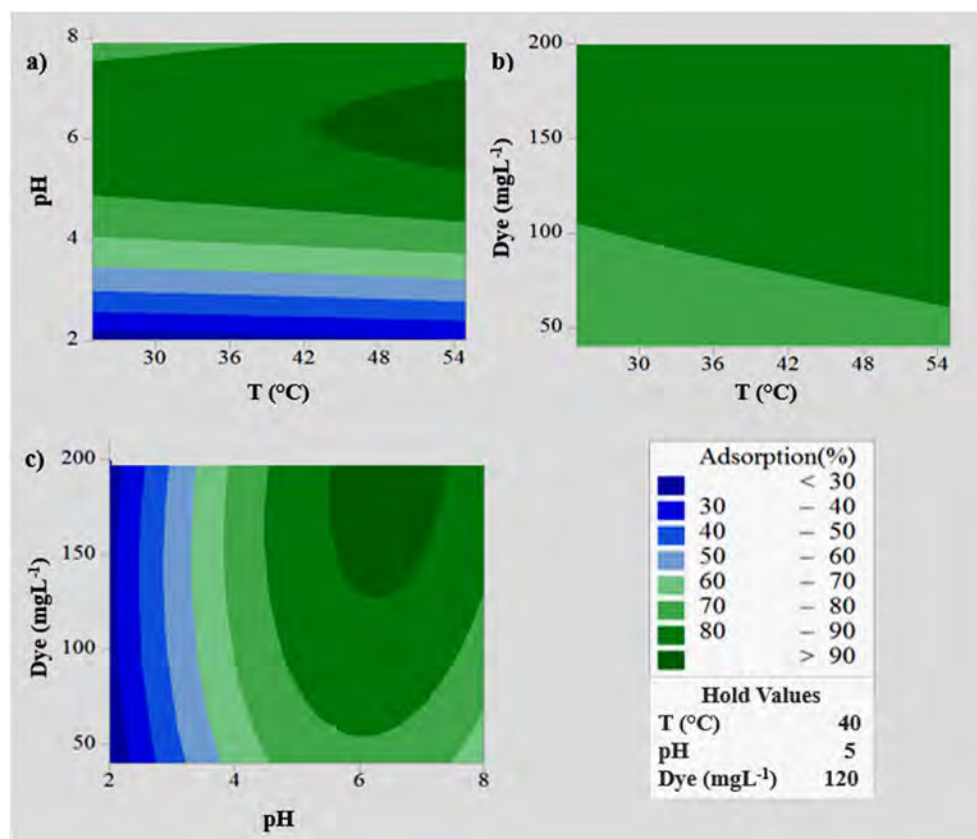 a)
8
6
4
2
pH
30 36 42 48 54
T (°C)
b)
200
150
100
50
Dye (mgL⁻¹)
30 36 42 48 54
T (°C)
c)
200
150
100
50
Dye (mgL⁻¹)
2 4 6 8
pH
Adsorption(%)
< 30
30 – 40
40 – 50
50 – 60
60 – 70
70 – 80
80 – 90
> 90
Hold Values
T (°C) 40
pH 5
Dye (mgL⁻¹) 120